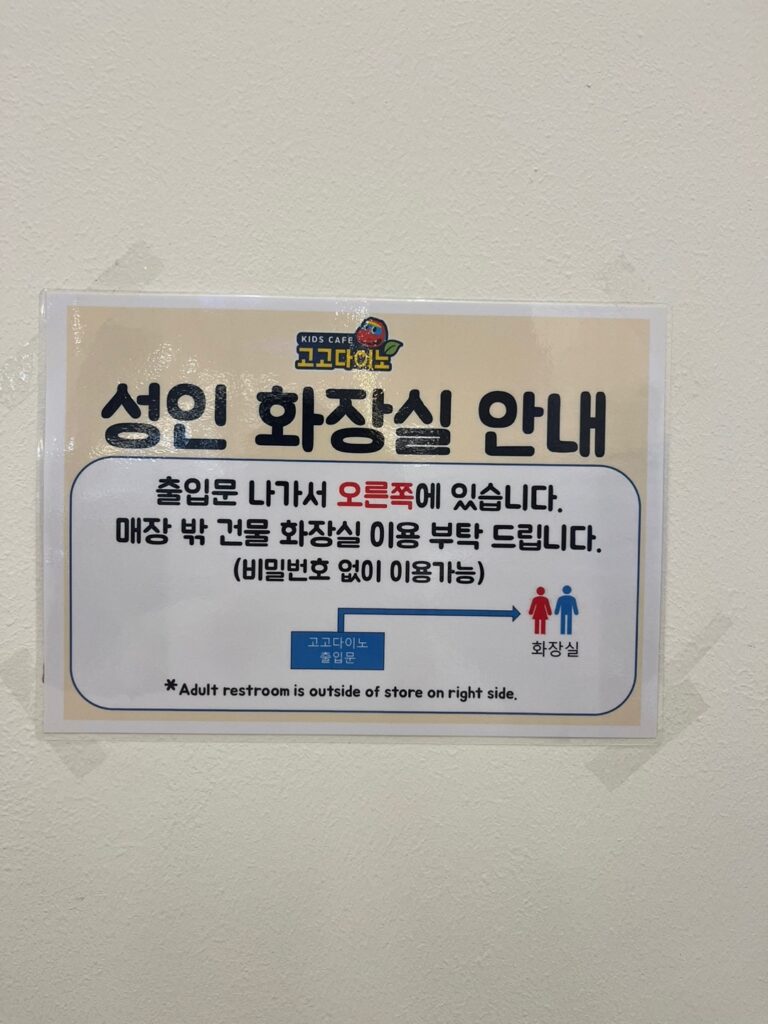 KIDS CAFE
고고다이노
성인 화장실 안내
출입문 나가서 오른쪽에 있습니다.
매장 밖 건물 화장실 이용 부탁 드립니다.
(비밀번호 없이 이용가능)
고고다이노
출입문
화장실
*Adult restroom is outside of store on right side.